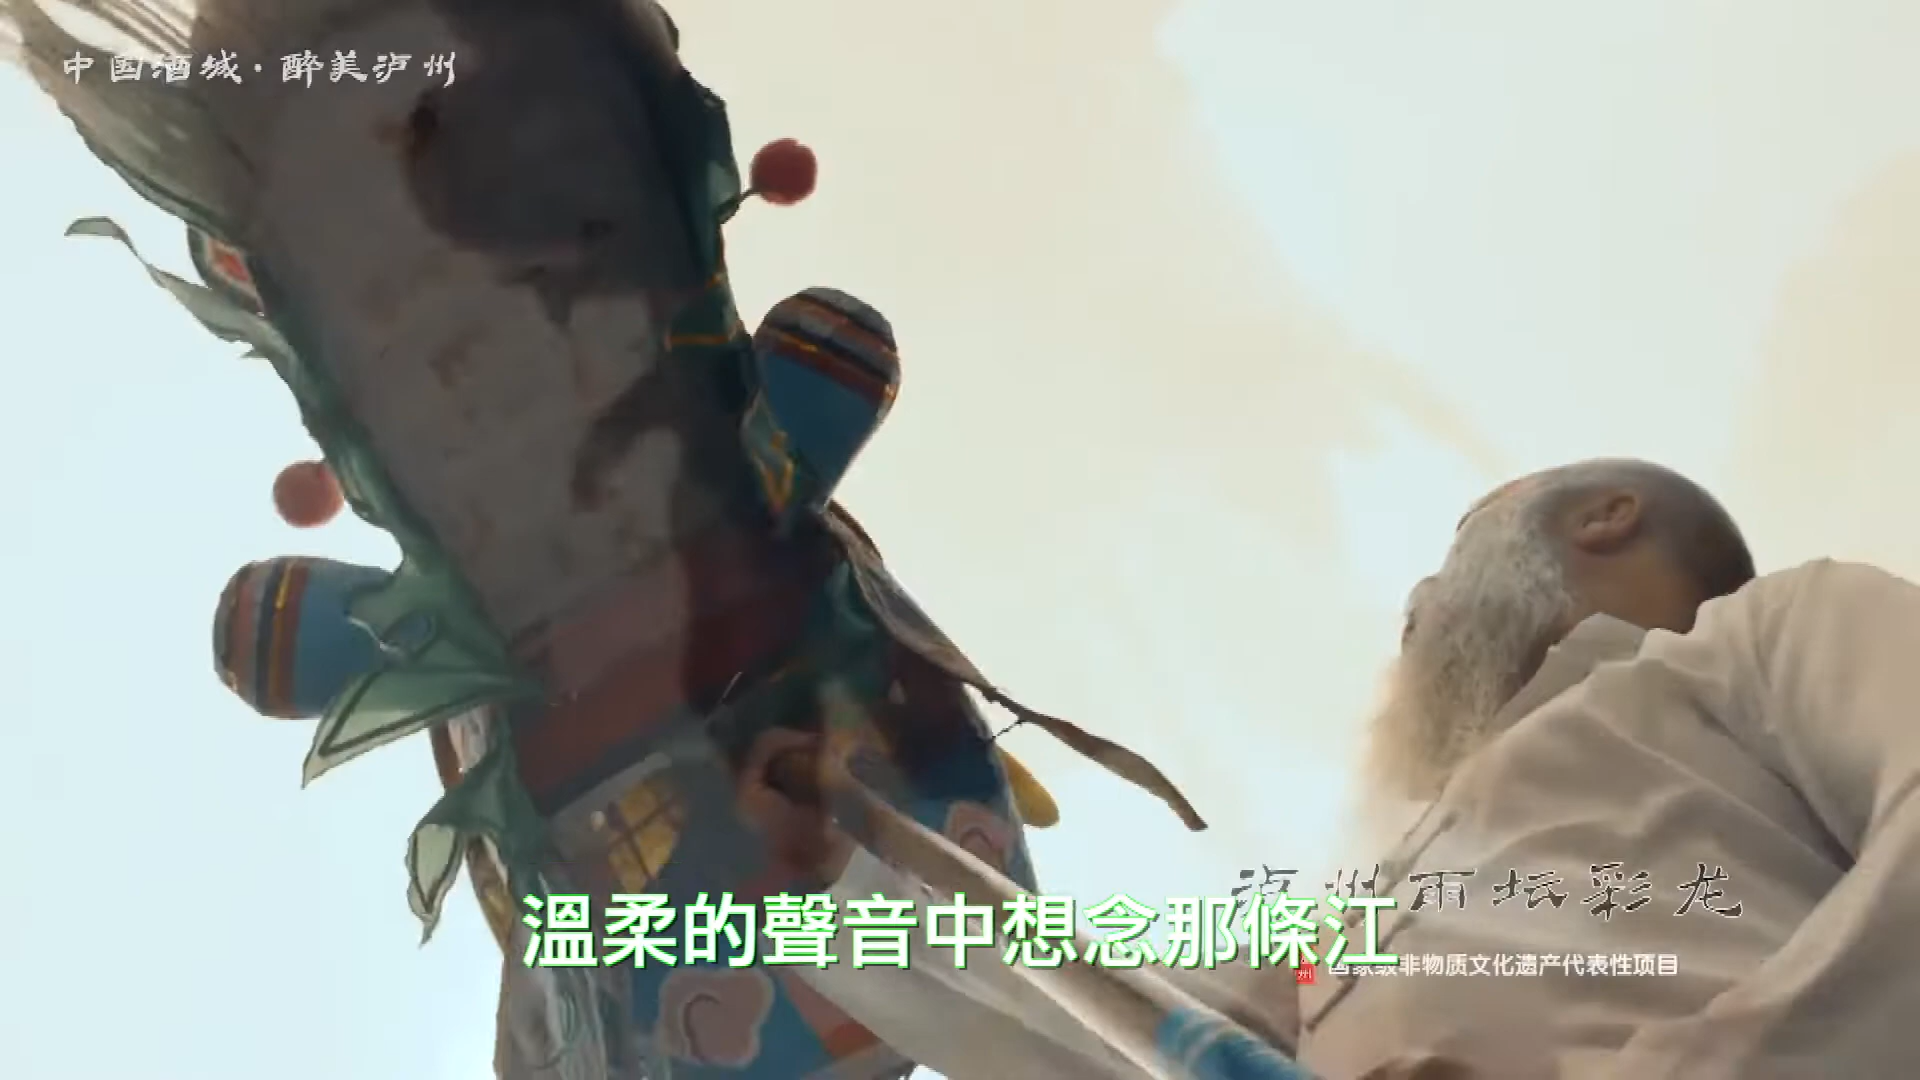 中国酒城·醉美泸州
泸州雨坛彩龙
温柔的聲音中想念那條江
国家级非物质文化遗产代表性项目